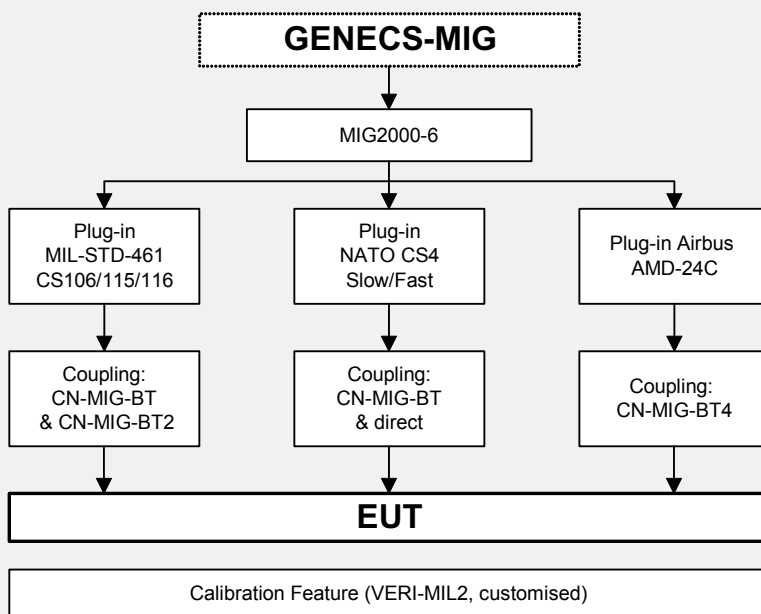 GENECS-MIG
MIG2000-6
Plug-in
MIL-STD-461
CS106/115/116
Plug-in
NATO CS4
Slow/Fast
Plug-in Airbus
AMD-24C
Coupling:
CN-MIG-BT
& CN-MIG-BT2
Coupling:
CN-MIG-BT
& direct
Coupling:
CN-MIG-BT4
EUT
Calibration Feature (VERI-MIL2, customised)